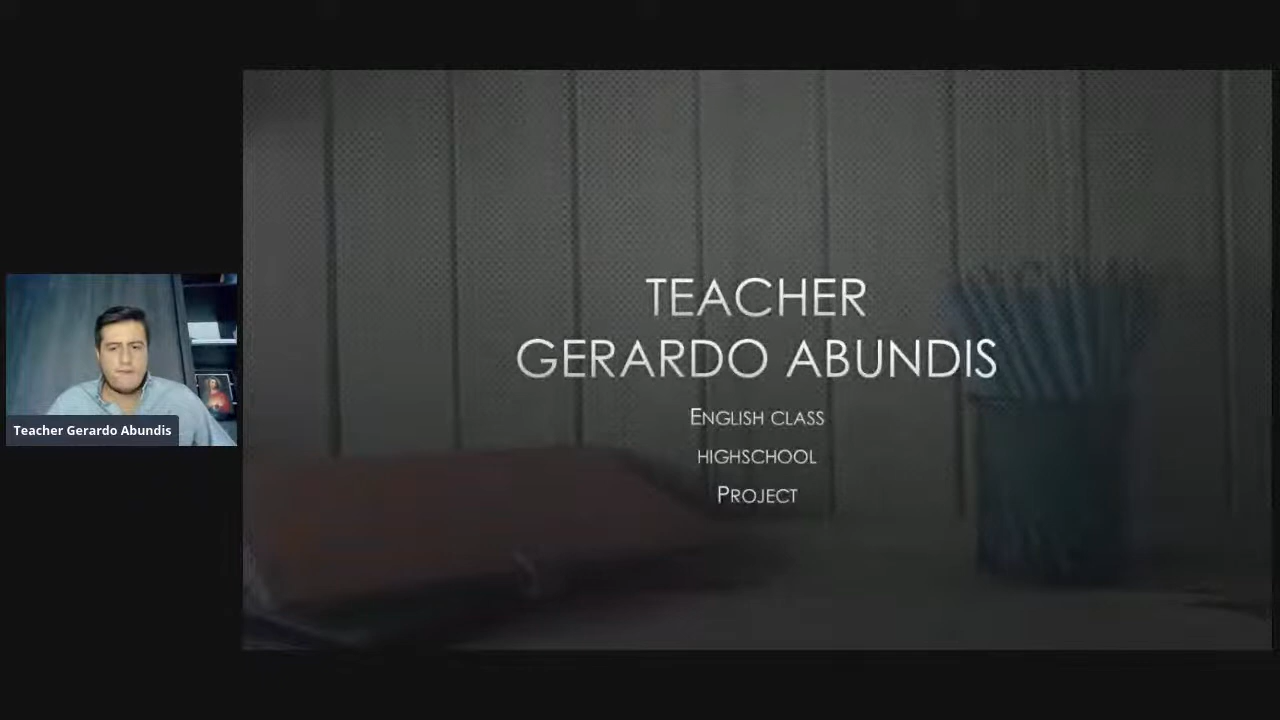 Teacher Gerardo Abundis
TEACHER
GERARDO ABUNDIS
ENGLISH CLASS
HIGHSCHOOL
PROJECT